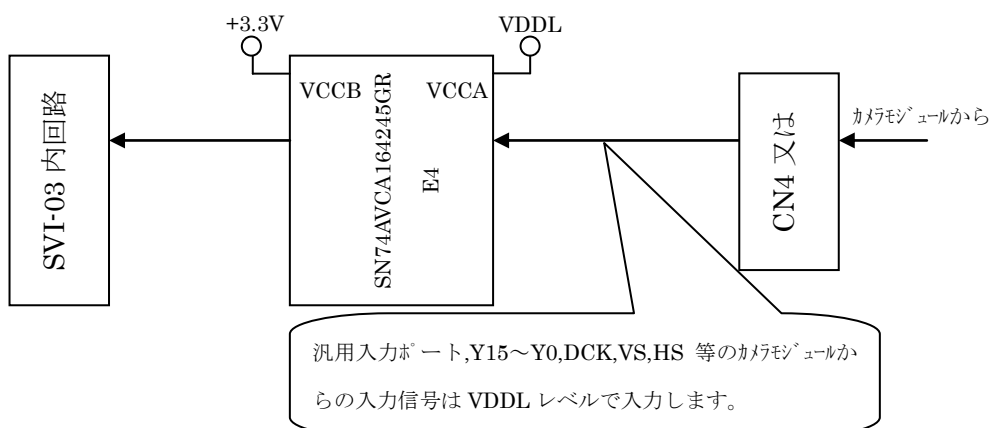 +3.3V
VDDL
VCCB
VCCA
SVI-03 内回路
SN74AVCA164245GR
E4
CN4 又は
ｶﾒﾗﾓｼﾞｭｰﾙから
汎用入力ﾎﾟｰト,Y15～Y0,DCK,VS,HS 等のｶﾒﾗﾓｼﾞｭｰﾙか
らの入力信号は VDDL レベルで入力します。